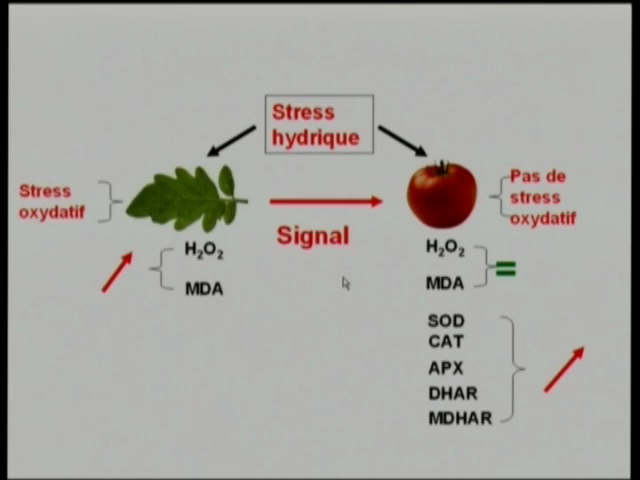 Stress
hydrique
Stress
oxydatif
Pas de
stress
oxydatif
Signal
H₂O₂
MDA
H₂O₂
MDA
=
SOD
CAT
APX
DHAR
MDHAR